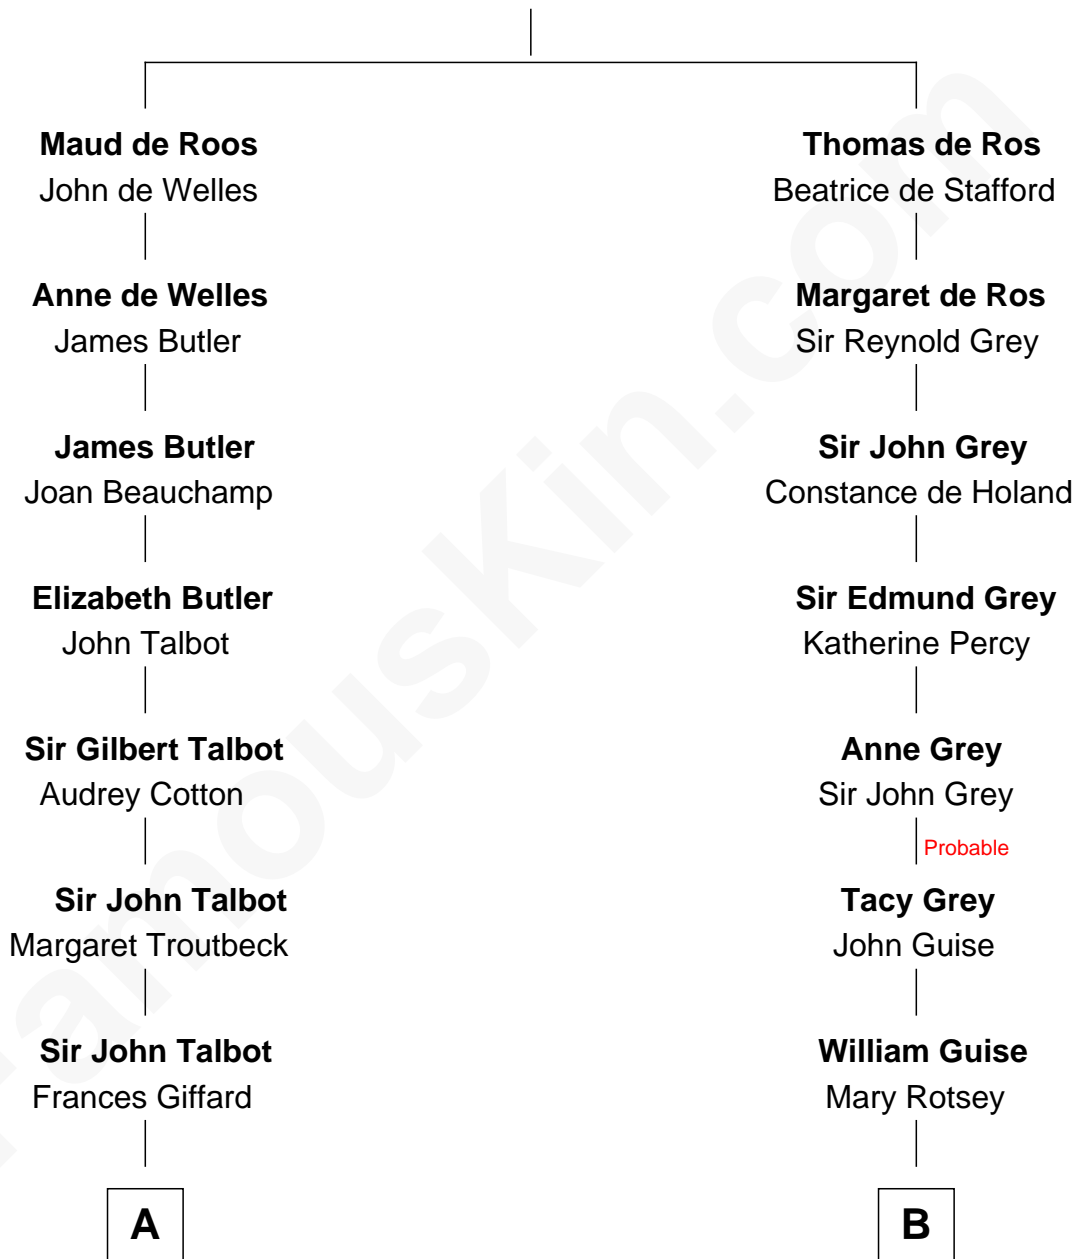 Maud de Roos
John de Welles
Thomas de Ros
Beatrice de Stafford
Anne de Welles
James Butler
Margaret de Ros
Sir Reynold Grey
James Butler
Joan Beauchamp
Sir John Grey
Constance de Holand
Elizabeth Butler
John Talbot
Sir Edmund Grey
Katherine Percy
Sir Gilbert Talbot
Audrey Cotton
Anne Grey
Sir John Grey
Probable
Sir John Talbot
Margaret Troutbeck
Tacy Grey
John Guise
Sir John Talbot
Frances Giffard
William Guise
Mary Rotsey
A
B
FamousKin.com